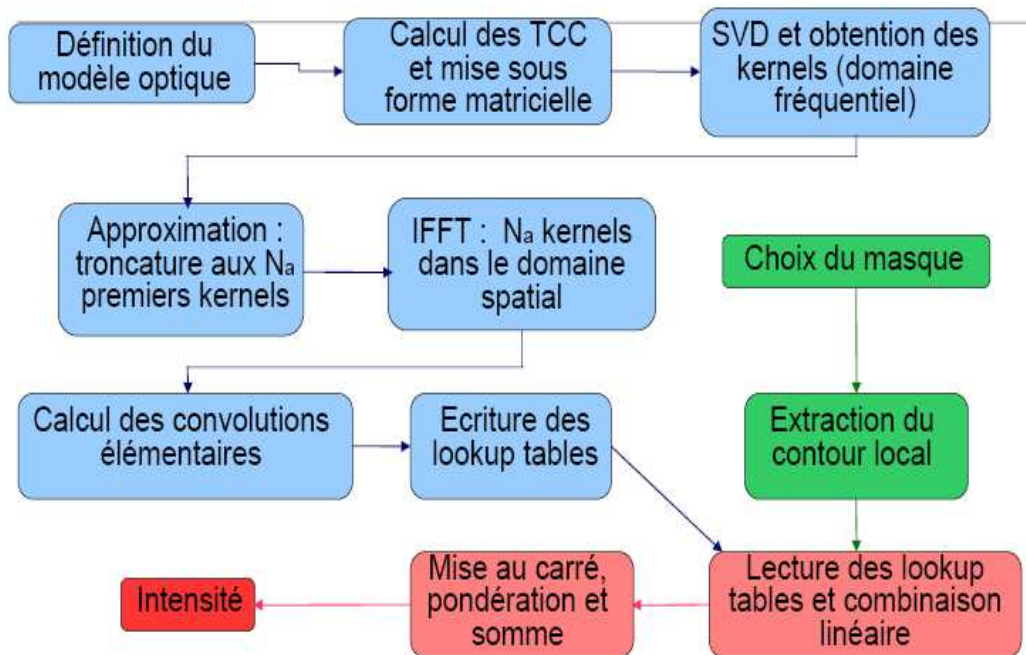 Définition du
modèle optique
Calcul des TCC
et mise sous
forme matricielle
SVD et obtention des
kernels (domaine
fréquentiel)
Approximation :
troncature aux Na
premiers kernels
IFFT : Na kernels
dans le domaine
spatial
Choix du masque
Calcul des convolutions
élémentaires
Ecriture des
lookup tables
Extraction du
contour local
Intensité
Mise au carré,
pondération et
somme
Lecture des lookup
tables et combinaison
linéaire